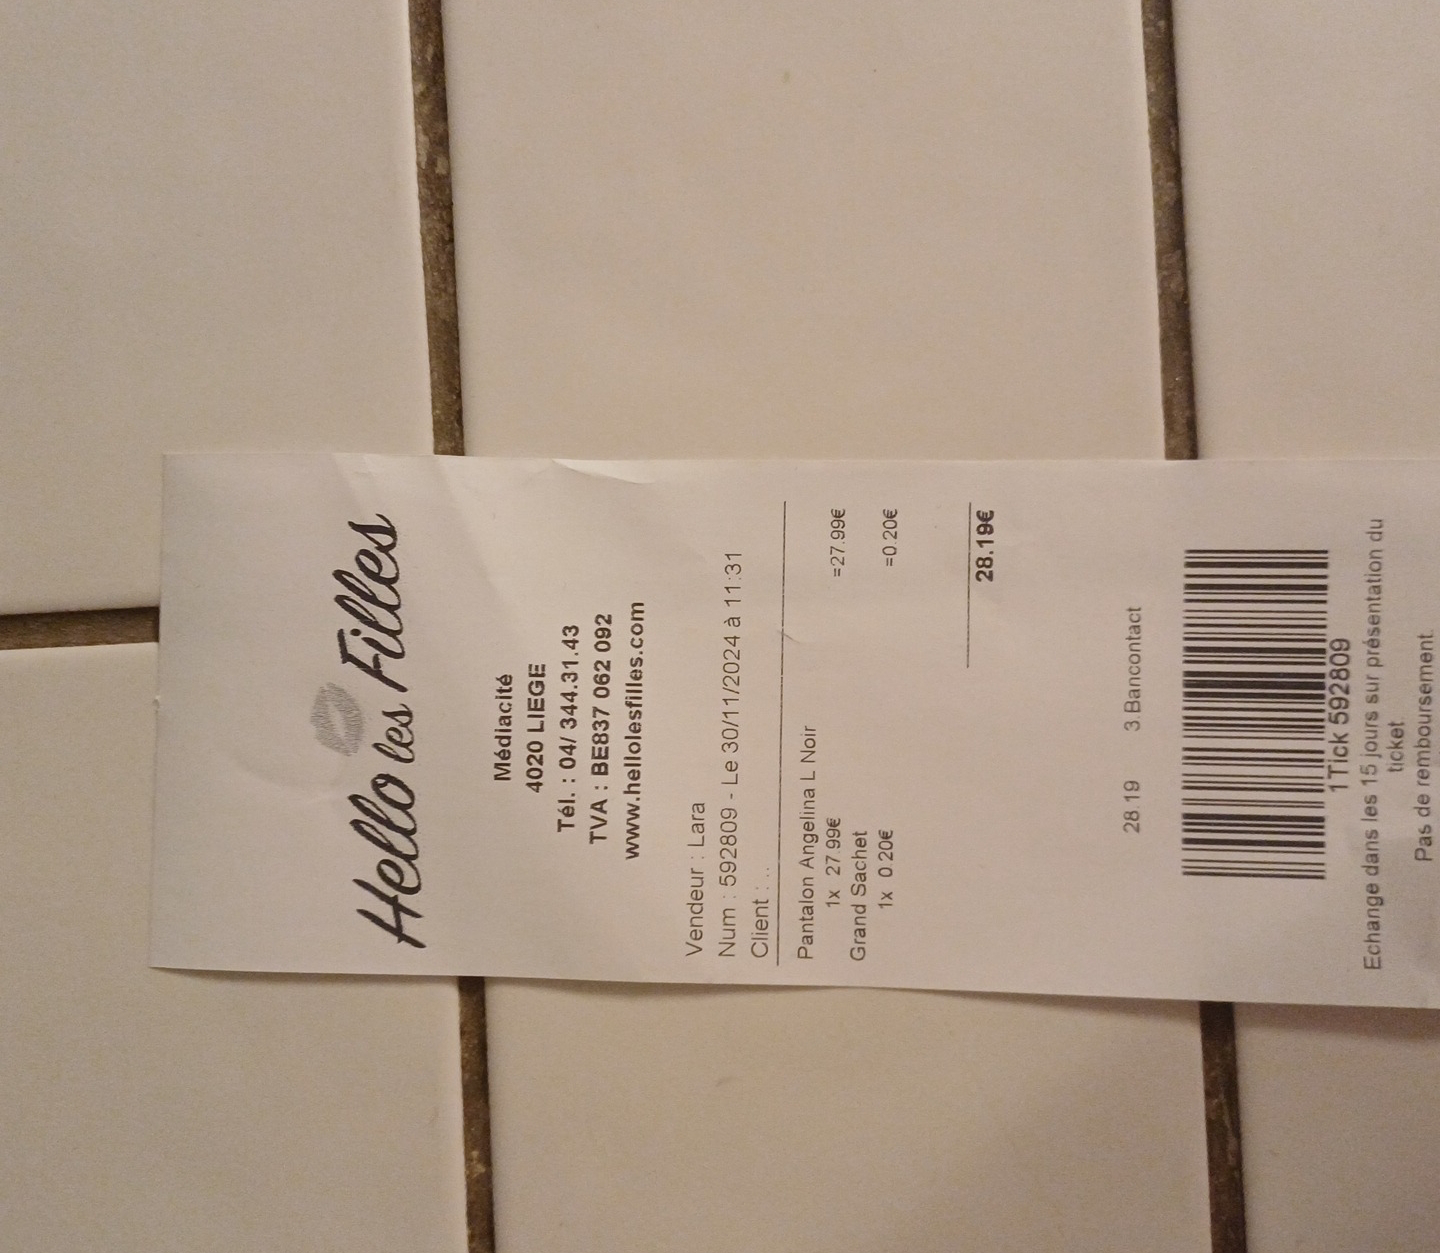 Hello les Filles
Médiacité
4020 LIEGE
Tél. : 04/ 344.31.43
TVA : BE837 062 092
www.hellolesfilles.com
Vendeur : Lara
Num : 592809 - Le 30/11/2024 à 11:31
Client : ..
Pantalon Angelina L Noir
1x 27.99€ =27.99€
Grand Sachet
1x 0.20€ =0.20€
28.19€
28.19 3.Bancontact
1Tick 592809
Echange dans les 15 jours sur présentation du
ticket
Pas de remboursement.